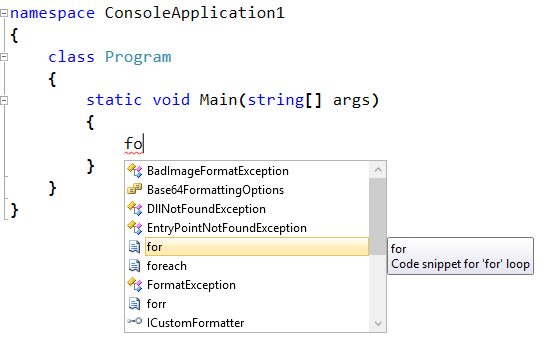 namespace ConsoleApplication1
{
class Program
{
static void Main(string[] args)
{
fo
}
}
}
BadImageFormatException
Base64FormattingOptions
DllNotFoundException
EntryPointNotFoundException
for
foreach
FormatException
forr
ICustomFormatter
for
Code snippet for 'for' loop